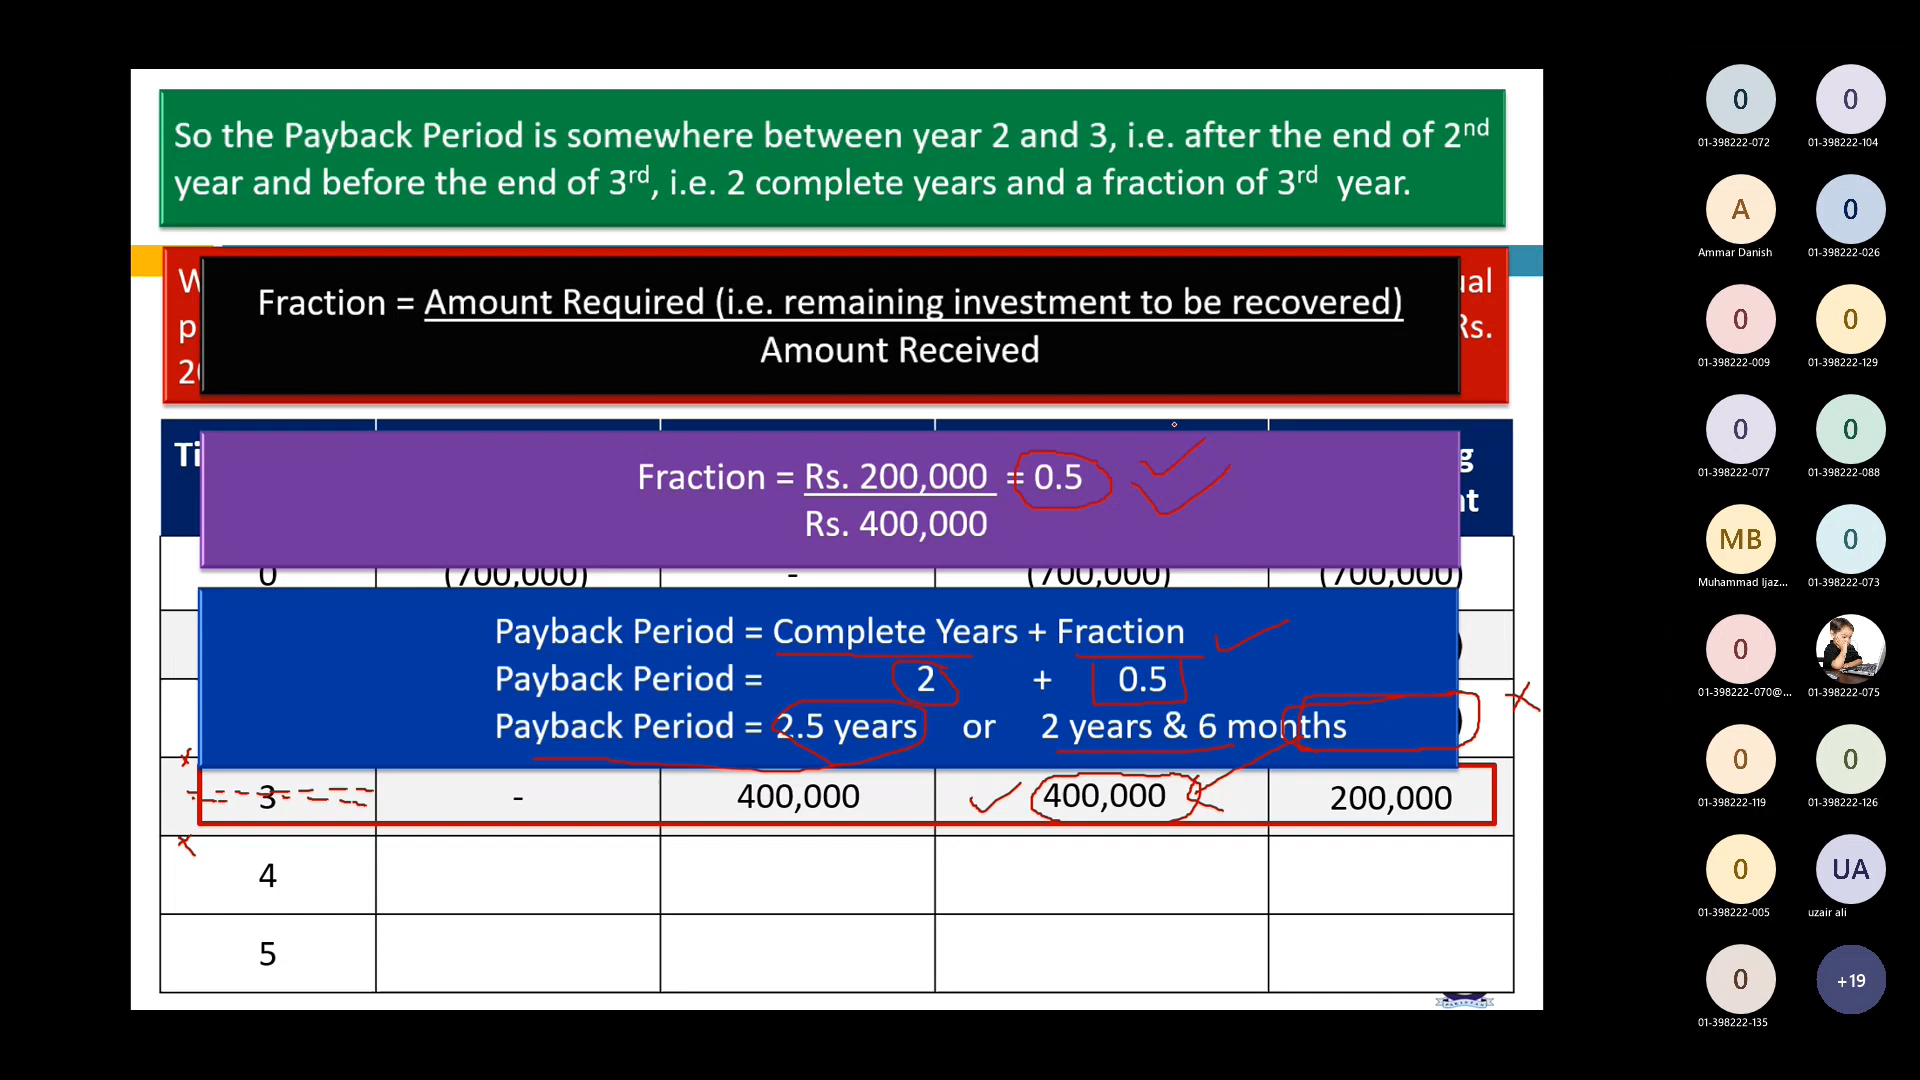 So the Payback Period is somewhere between year 2 and 3, i.e. after the end of 2nd
year and before the end of 3rd, i.e. 2 complete years and a fraction of 3rd year.
Fraction = Amount Required (i.e. remaining investment to be recovered)
Amount Received
Rs.
Fraction = Rs. 200,000 = 0.5
Rs. 400,000
0 (700,000) - (700,000) (700,000)
Payback Period = Complete Years + Fraction
Payback Period = 2 + 0.5
Payback Period = 2.5 years or 2 years & 6 months
3 - 400,000 400,000 200,000
4
5
0 0
01-398222-072 01-398222-104
A 0
Ammar Danish 01-398222-026
0 0
01-398222-009 01-398222-129
0 0
01-398222-077 01-398222-088
MB 0
Muhammad Ijaz... 01-398222-073
0
01-398222-070@... 01-398222-075
0 0
01-398222-119 01-398222-126
0 UA
01-398222-005 uzair ali
0 +19
01-398222-135